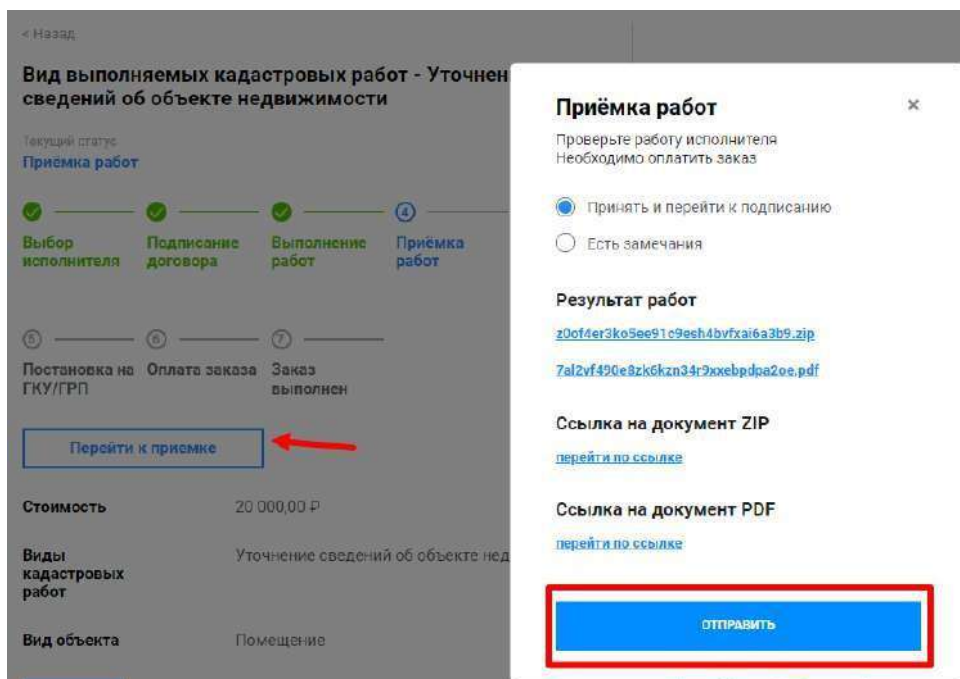 < Назад
Вид выполняемых кадастровых работ - Уточнен
сведений об объекте недвижимости
Текущий статус
Приёмка работ
4
Выбор исполнителя
Подписание договора
Выполнение работ
Приёмка работ
5
6
7
Постановка на ГКУ/ГРП
Оплата заказа
Заказ выполнен
Перейти к приемке
Стоимость
20 000,00 ₽
Виды кадастровых работ
Уточнение сведений об объекте нед
Вид объекта
Помещение
Приёмка работ
×
Проверьте работу исполнителя
Необходимо оплатить заказ
Принять и перейти к подписанию
Есть замечания
Результат работ
z0of4er3ko5ee91c9esh4bvfxai6a3b9.zip
7al2vf490e8zk6kzn34r9xxebpdpa2oe.pdf
Ссылка на документ ZIP
перейти по ссылке
Ссылка на документ PDF
перейти по ссылке
ОТПРАВИТЬ